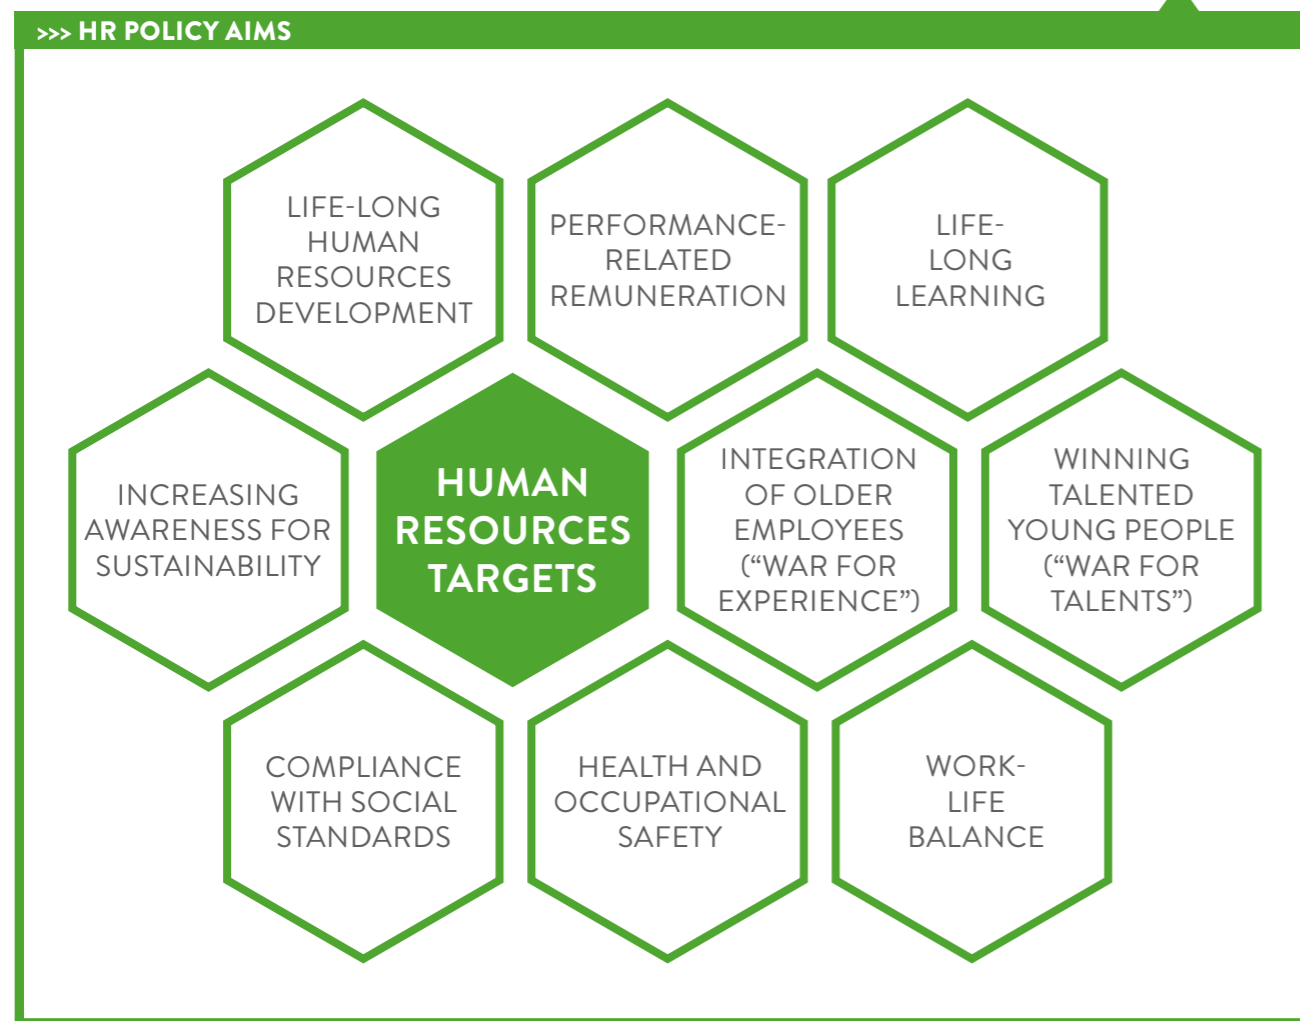 >>> HR POLICY AIMS
LIFE-LONG
HUMAN
RESOURCES
DEVELOPMENT
PERFORMANCE-
RELATED
REMUNERATION
LIFE-
LONG
LEARNING
INCREASING
AWARENESS FOR
SUSTAINABILITY
HUMAN
RESOURCES
TARGETS
INTEGRATION
OF OLDER
EMPLOYEES
(“WAR FOR
EXPERIENCE”)
WINNING
TALENTED
YOUNG PEOPLE
(“WAR FOR
TALENTS”)
COMPLIANCE
WITH SOCIAL
STANDARDS
HEALTH AND
OCCUPATIONAL
SAFETY
WORK-
LIFE
BALANCE